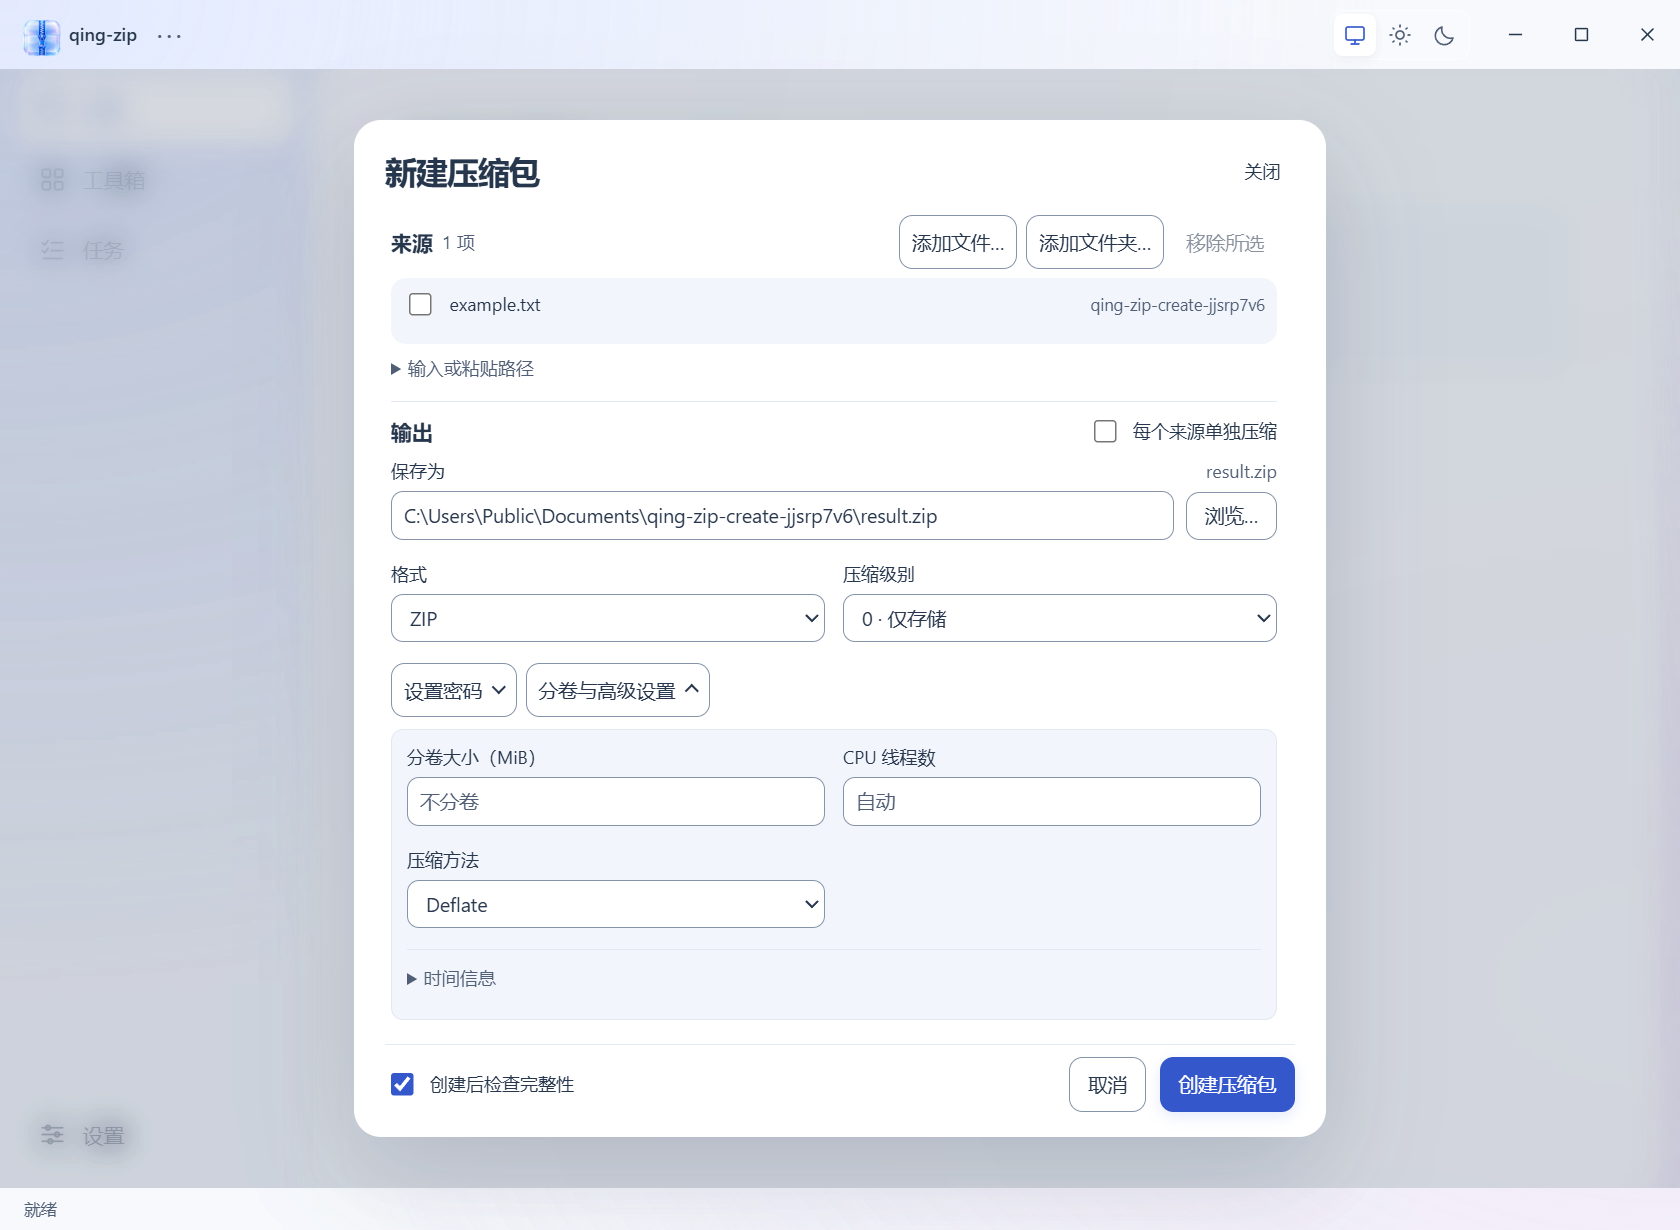 qing-zip ...
工具箱
任务
新建压缩包
关闭
来源 1 项
添加文件...
添加文件夹...
移除所选
example.txt
qing-zip-create-jjsrp7v6
输入或粘贴路径
输出
每个来源单独压缩
保存为
result.zip
C:\Users\Public\Documents\qing-zip-create-jjsrp7v6\result.zip
浏览...
格式
压缩级别
ZIP
0 · 仅存储
设置密码
分卷与高级设置
分卷大小（MiB）
CPU 线程数
不分卷
自动
压缩方法
Deflate
时间信息
创建后检查完整性
取消
创建压缩包
设置
就绪